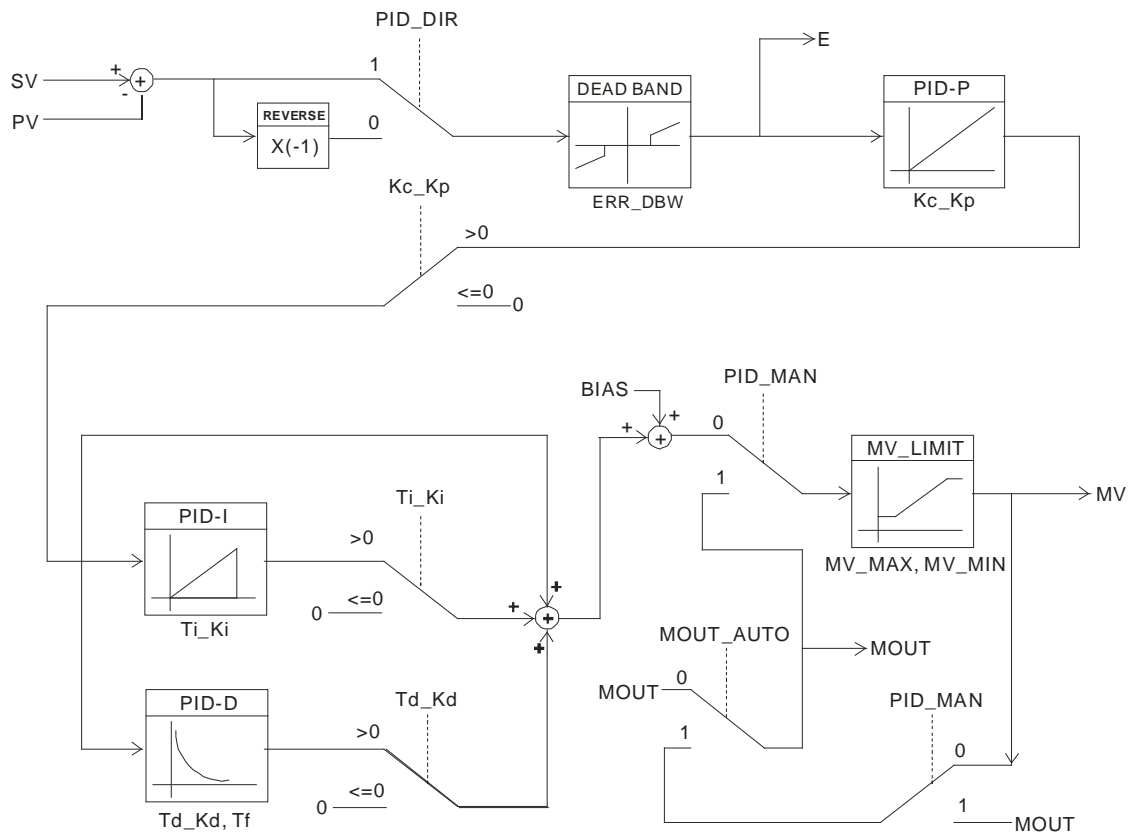 PID_DIR
SV
+
+
-
PV
1
0
REVERSE
X(-1)
DEAD BAND
ERR_DBW
E
PID-P
Kc_Kp
Kc_Kp
>0
<=0
0
PID-I
Ti_Ki
Ti_Ki
>0
0
<=0
PID-D
Td_Kd, Tf
Td_Kd
>0
0
<=0
+
+
+
+
BIAS
+
+
+
PID_MAN
0
1
MV_LIMIT
MV_MAX, MV_MIN
MV
MOUT_AUTO
MOUT
0
1
MOUT
PID_MAN
0
1
MOUT